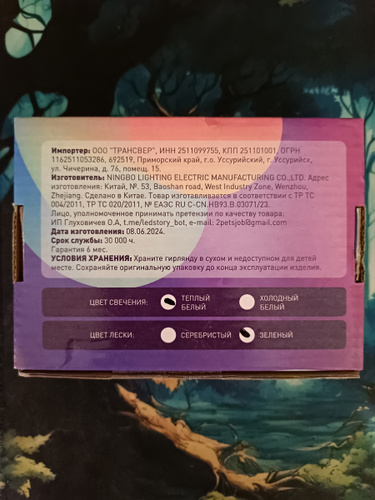 Импортер: ООО "ТРАНСВЕР", ИНН 2511099755, КПП 251101001, ОГРН
1162511053286, 692519, Приморский край, г.о. Уссурийский, г. Уссурийск,
ул. Чичерина, д. 76, помещ. 15.
Изготовитель: NINGBO LIGHTING ELECTRIC MANUFACTURING CO.,LTD. Адрес
изготовления: Китай, №. 53, Baoshan road, West Industry Zone, Wenzhou,
Zhejiang. Сделано в Китае. Товар изготавливается в соответствии с ТР ТС
004/2011, ТР ТС 020/2011, № ЕАЭС RU С-CN.HB93.B.03071/23.
Лицо, уполномоченное принимать претензии по качеству товара:
ИП Глуховичев О.А, t.me/ledstory_bot, e-mail: 2petsjob@gmail.com
Дата изготовления: 08.06.2024.
Срок службы: 30 000 ч.
Гарантия 6 мес.
УСЛОВИЯ ХРАНЕНИЯ: Храните гирлянду в сухом и недоступном для детей
месте. Сохраняйте оригинальную упаковку до конца эксплуатации изделия.
ЦВЕТ СВЕЧЕНИЯ: ТЕПЛЫЙ БЕЛЫЙ ХОЛОДНЫЙ БЕЛЫЙ
ЦВЕТ ЛЕСКИ: СЕРЕБРИСТЫЙ ЗЕЛЕНЫЙ